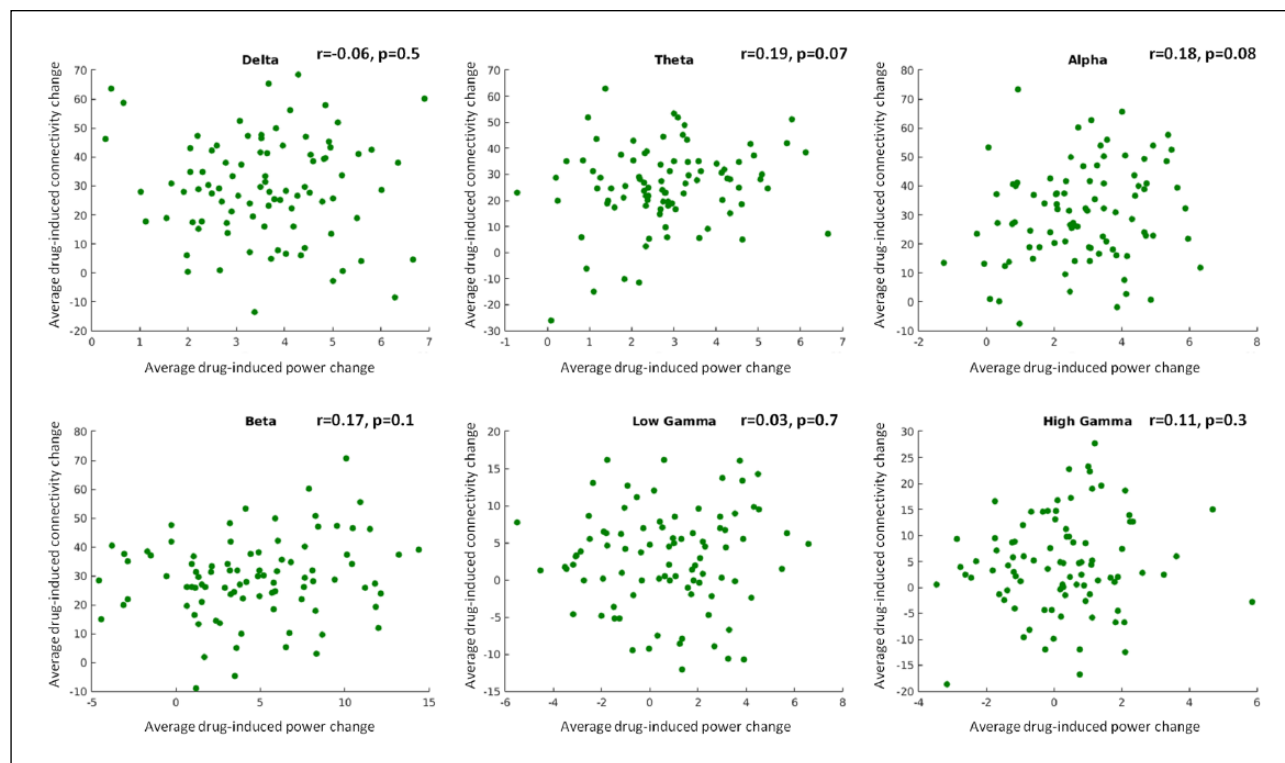 Delta
r=-0.06, p=0.5
Average drug-induced connectivity change
70
60
50
40
30
20
10
0
-10
-20
0 1 2 3 4 5 6 7
Average drug-induced power change
Theta
r=0.19, p=0.07
Average drug-induced connectivity change
70
60
50
40
30
20
10
0
-10
-20
-30
-1 0 1 2 3 4 5 6 7
Average drug-induced power change
Alpha
r=0.18, p=0.08
Average drug-induced connectivity change
80
70
60
50
40
30
20
10
0
-10
-2 0 2 4 6 8
Average drug-induced power change
Beta
r=0.17, p=0.1
Average drug-induced connectivity change
80
70
60
50
40
30
20
10
0
-10
-5 0 5 10 15
Average drug-induced power change
Low Gamma
r=0.03, p=0.7
Average drug-induced connectivity change
20
15
10
5
0
-5
-10
-15
-6 -4 -2 0 2 4 6 8
Average drug-induced power change
High Gamma
r=0.11, p=0.3
Average drug-induced connectivity change
30
25
20
15
10
5
0
-5
-10
-15
-20
-4 -2 0 2 4 6
Average drug-induced power change